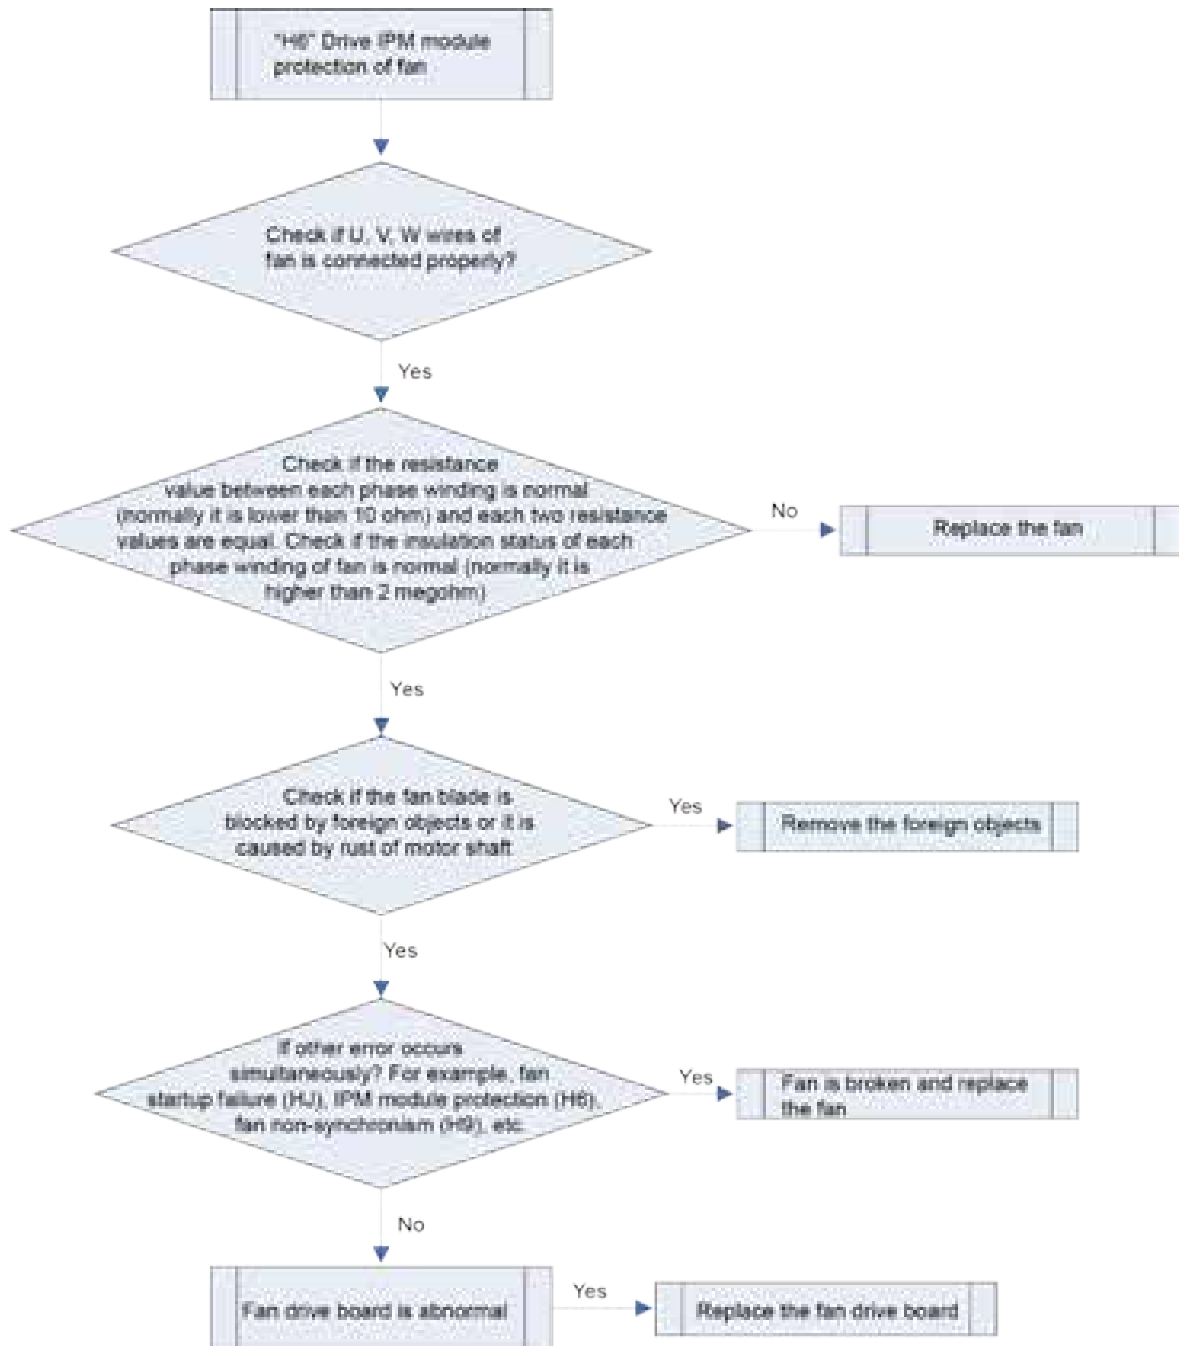 "H6" Drive IPM module
protection of fan
Check if U, V, W wires of
fan is connected properly?
Yes
Check if the resistance
value between each phase winding is normal
(normally it is lower than 10 ohm) and each two resistance
values are equal. Check if the insulation status of each
phase winding of fan is normal (normally it is
higher than 2 megohm)
No
Replace the fan
Yes
Check if the fan blade is
blocked by foreign objects or it is
caused by rust of motor shaft
Yes
Remove the foreign objects
Yes
If other error occurs
simultaneously? For example, fan
startup failure (HJ), IPM module protection (H6),
fan non-synchronism (H9), etc.
Yes
Fan is broken and replace
the fan
No
Fan drive board is abnormal
Yes
Replace the fan drive board